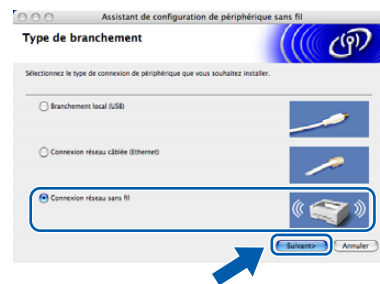 Assistant de configuration de périphérique sans fil
Type de branchement
Sélectionnez le type de connexion de périphérique que vous souhaitez installer.
Branchement local (USB)
Connexion réseau câblée (Ethernet)
Connexion réseau sans fil
Suivant> Annuler